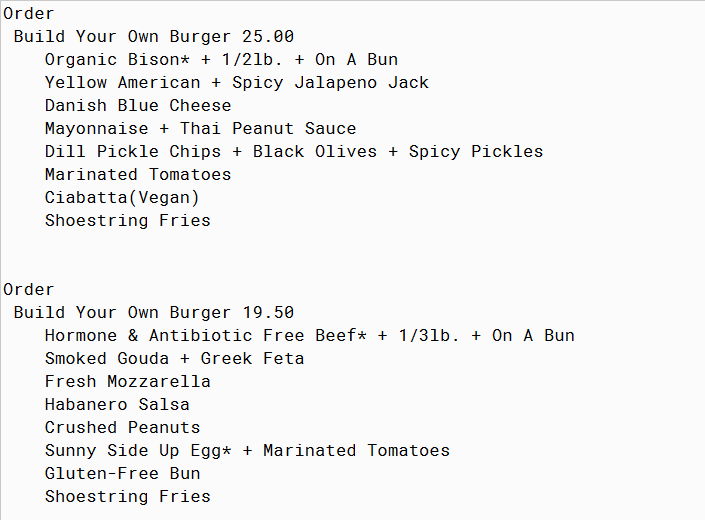 Order
Build Your Own Burger 25.00
Organic Bison* + 1/2lb. + On A Bun
Yellow American + Spicy Jalapeno Jack
Danish Blue Cheese
Mayonnaise + Thai Peanut Sauce
Dill Pickle Chips + Black Olives + Spicy Pickles
Marinated Tomatoes
Ciabatta(Vegan)
Shoestring Fries
Order
Build Your Own Burger 19.50
Hormone & Antibiotic Free Beef* + 1/3lb. + On A Bun
Smoked Gouda + Greek Feta
Fresh Mozzarella
Habanero Salsa
Crushed Peanuts
Sunny Side Up Egg* + Marinated Tomatoes
Gluten-Free Bun
Shoestring Fries